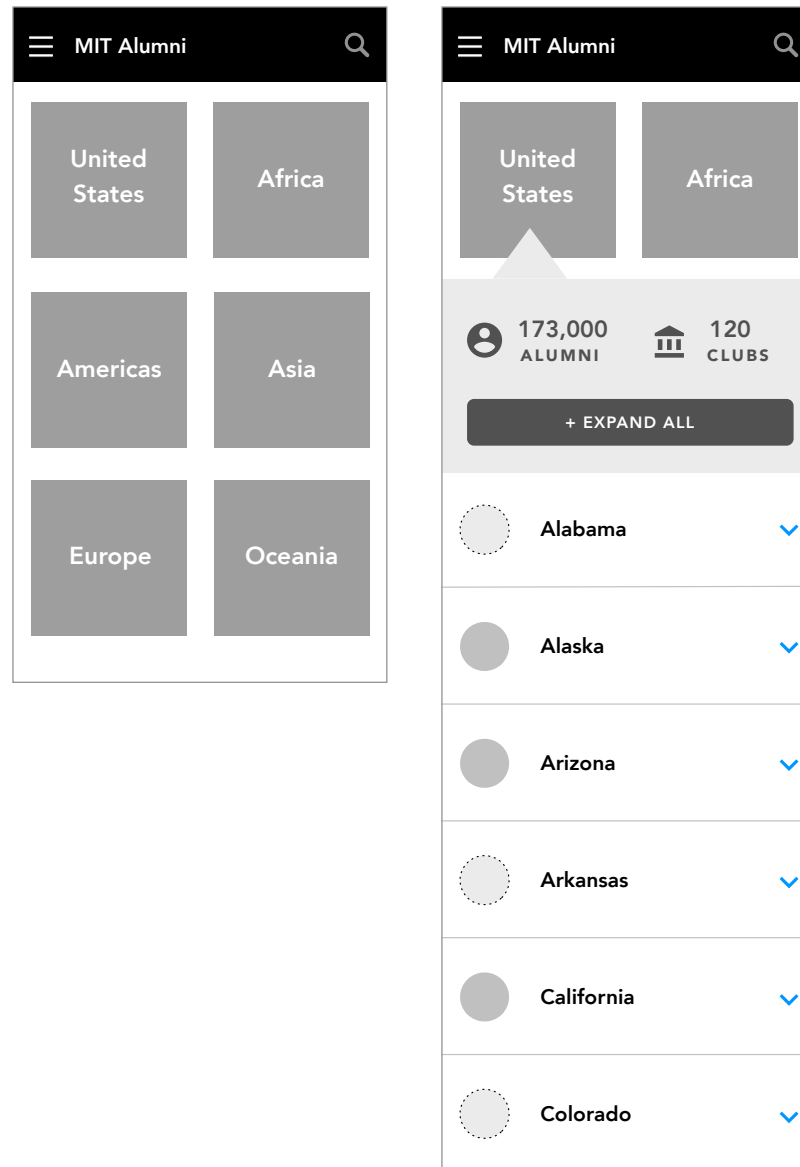 MIT Alumni
United
States
Africa
Americas
Asia
Europe
Oceania
MIT Alumni
United
States
Africa
173,000
ALUMNI
120
CLUBS
+ EXPAND ALL
Alabama
Alaska
Arizona
Arkansas
California
Colorado